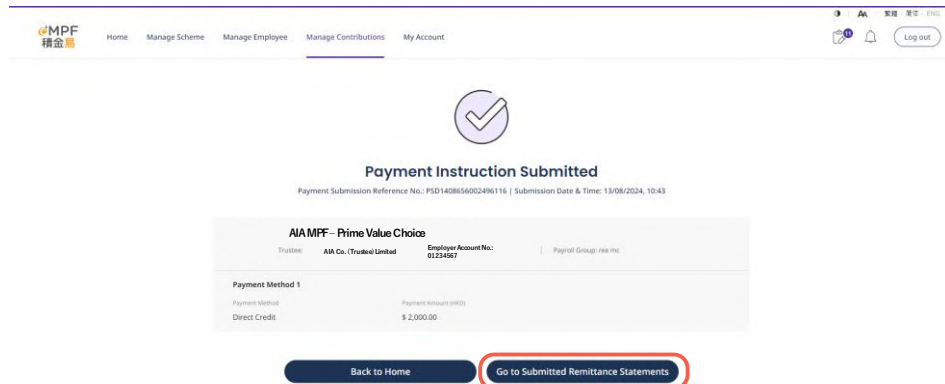 AA 繁體 简体 ENG
eMPF
積金易
Home Manage Scheme Manage Employee Manage Contributions My Account
11
Log out
Payment Instruction Submitted
Payment Submission Reference No.: PSD1408656002496116 | Submission Date & Time: 13/08/2024, 10:43
AIA MPF – Prime Value Choice
Trustee: AIA Co. (Trustee) Limited Employer Account No.: 01234567 | Payroll Group: ree mc
Payment Method 1
Payment Method Payment Amount (HKD)
Direct Credit $ 2,000.00
Back to Home Go to Submitted Remittance Statements